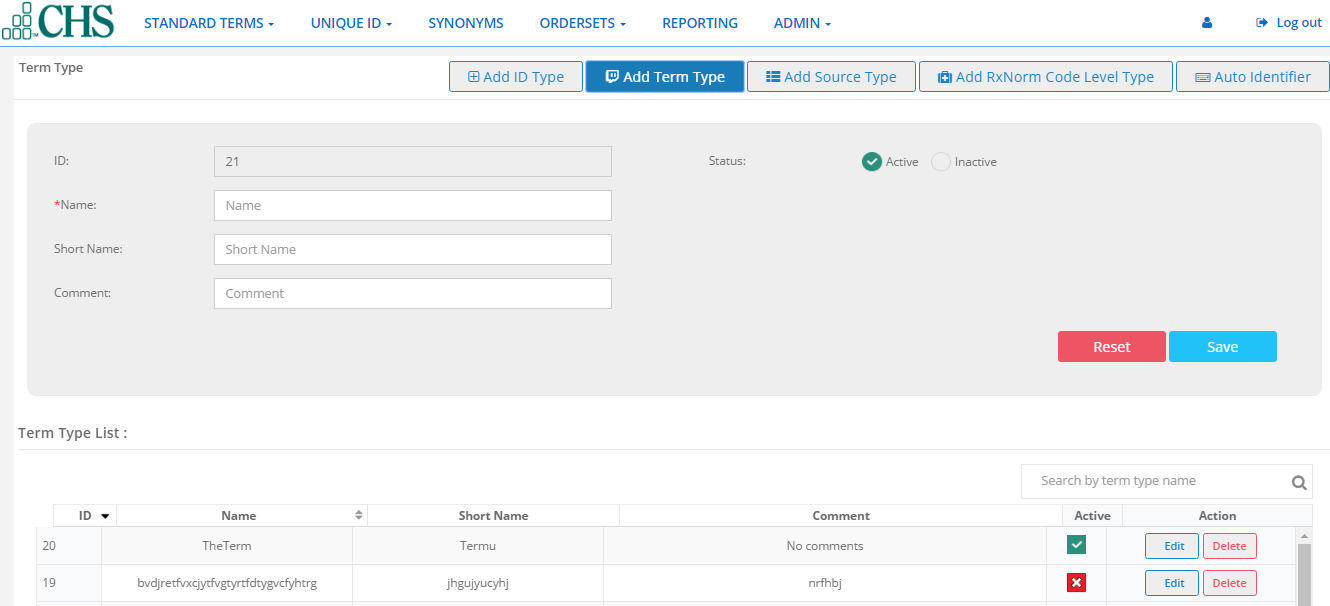 CHS STANDARD TERMS UNIQUE ID SYNONYMS ORDERSETS REPORTING ADMIN Log out
Term Type Add ID Type Add Term Type Add Source Type Add RxNorm Code Level Type Auto Identifier
ID: 21 Status: Active Inactive
*Name: Name
Short Name: Short Name
Comment: Comment
Reset Save
Term Type List :
Search by term type name
ID Name Short Name Comment Active Action
20 TheTerm Termu No comments Edit Delete
19 bvdjretfvxcjytfvgtyrtfdtygvcfyhtrg jhgujyucyhj nrfhbj Edit Delete